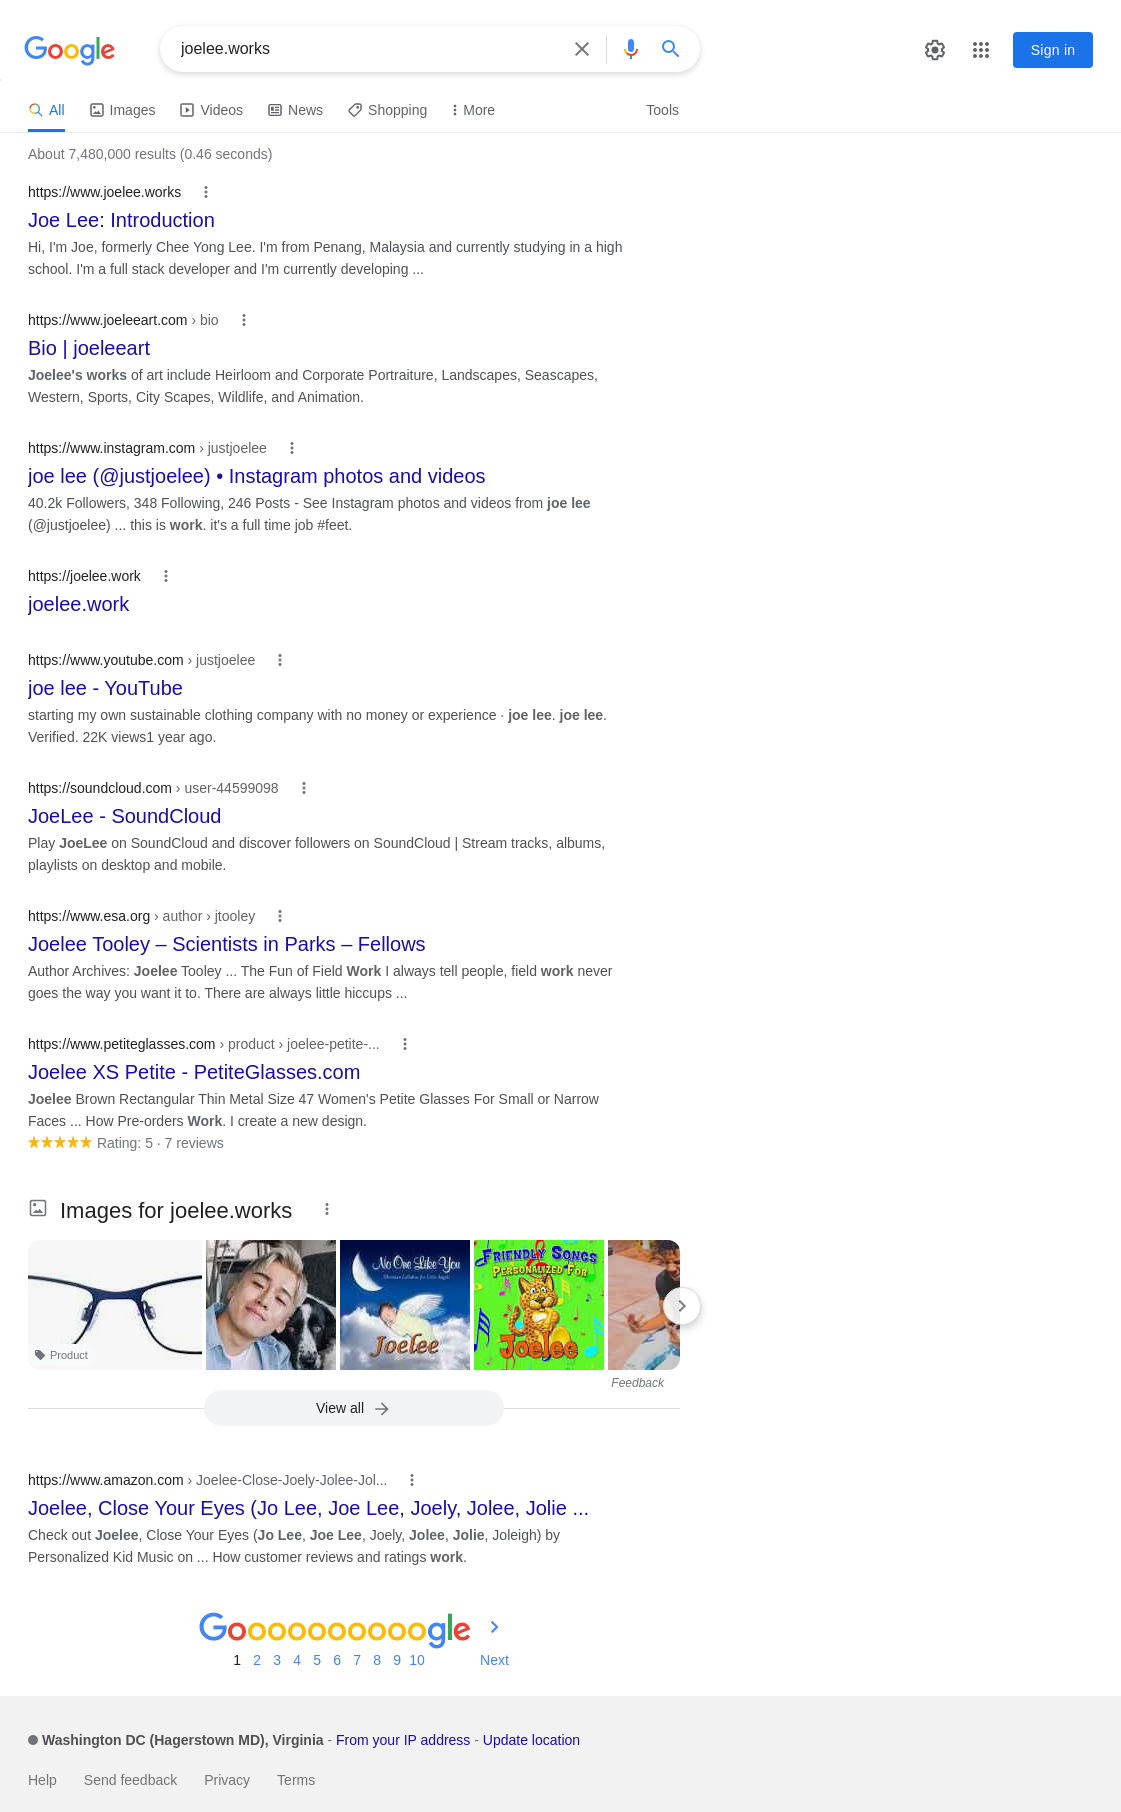 Google
joelee.works
Sign in
All Images Videos News Shopping More Tools
About 7,480,000 results (0.46 seconds)
https://www.joelee.works
Joe Lee: Introduction
Hi, I'm Joe, formerly Chee Yong Lee. I'm from Penang, Malaysia and currently studying in a high
school. I'm a full stack developer and I'm currently developing ...
https://www.joeleeart.com › bio
Bio | joeleeart
Joelee's works of art include Heirloom and Corporate Portraiture, Landscapes, Seascapes,
Western, Sports, City Scapes, Wildlife, and Animation.
https://www.instagram.com › justjoelee
joe lee (@justjoelee) • Instagram photos and videos
40.2k Followers, 348 Following, 246 Posts - See Instagram photos and videos from joe lee
(@justjoelee) ... this is work. it's a full time job #feet.
https://joelee.work
joelee.work
https://www.youtube.com › justjoelee
joe lee - YouTube
starting my own sustainable clothing company with no money or experience · joe lee. joe lee.
Verified. 22K views1 year ago.
https://soundcloud.com › user-44599098
JoeLee - SoundCloud
Play JoeLee on SoundCloud and discover followers on SoundCloud | Stream tracks, albums,
playlists on desktop and mobile.
https://www.esa.org › author › jtooley
Joelee Tooley – Scientists in Parks – Fellows
Author Archives: Joelee Tooley ... The Fun of Field Work I always tell people, field work never
goes the way you want it to. There are always little hiccups ...
https://www.petiteglasses.com › product › joelee-petite-...
Joelee XS Petite - PetiteGlasses.com
Joelee Brown Rectangular Thin Metal Size 47 Women's Petite Glasses For Small or Narrow
Faces ... How Pre-orders Work. I create a new design.
Rating: 5 · 7 reviews
Images for joelee.works
No One Like You
Christian Lullabies for Little Angels
Joelee
FRIENDLY SONGS
PERSONALIZED FOR
Joelee
Product
Feedback
View all
https://www.amazon.com › Joelee-Close-Joely-Jolee-Jol...
Joelee, Close Your Eyes (Jo Lee, Joe Lee, Joely, Jolee, Jolie ...
Check out Joelee, Close Your Eyes (Jo Lee, Joe Lee, Joely, Jolee, Jolie, Joleigh) by
Personalized Kid Music on ... How customer reviews and ratings work.
Goooooooooogle
1 2 3 4 5 6 7 8 9 10 Next
Washington DC (Hagerstown MD), Virginia - From your IP address - Update location
Help Send feedback Privacy Terms